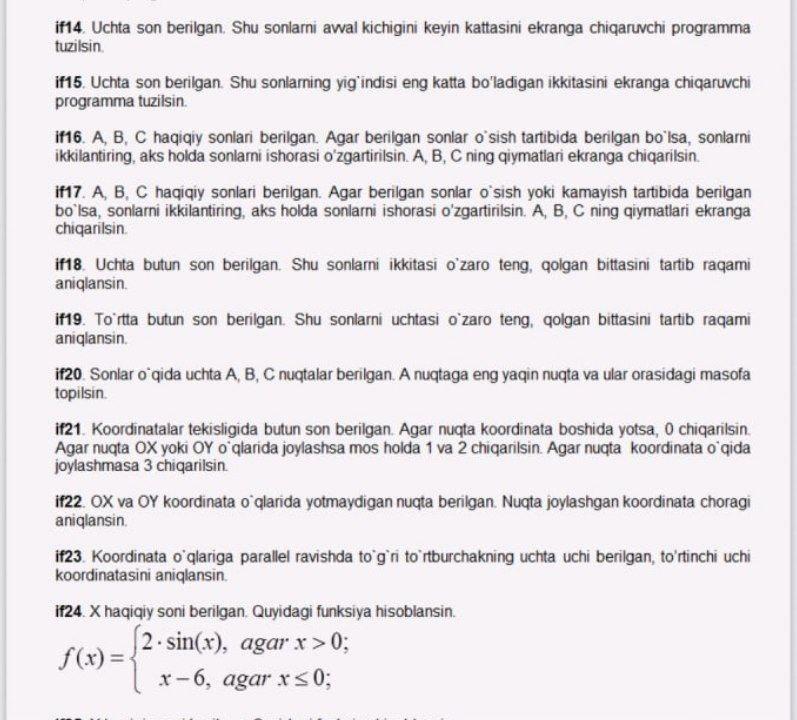 if14. Uchta son berilgan. Shu sonlarni avval kichigini keyin kattasini ekranga chiqaruvchi programma
tuzilsin.
if15. Uchta son berilgan. Shu sonlarning yig`indisi eng katta bo'ladigan ikkitasini ekranga chiqaruvchi
programma tuzilsin.
if16. A, B, C haqiqiy sonlari berilgan. Agar berilgan sonlar o`sish tartibida berilgan bo`lsa, sonlarni
ikkilantiring, aks holda sonlarni ishorasi o'zgartirilsin. A, B, C ning qiymatlari ekranga chiqarilsin.
if17. A, B, C haqiqiy sonlari berilgan. Agar berilgan sonlar o`sish yoki kamayish tartibida berilgan
bo`lsa, sonlarni ikkilantiring, aks holda sonlarni ishorasi o'zgartirilsin. A, B, C ning qiymatlari ekranga
chiqarilsin.
if18. Uchta butun son berilgan. Shu sonlarni ikkitasi o`zaro teng, qolgan bittasini tartib raqami
aniqlansin.
if19. To`rtta butun son berilgan. Shu sonlarni uchtasi o`zaro teng, qolgan bittasini tartib raqami
aniqlansin.
if20. Sonlar o`qida uchta A, B, C nuqtalar berilgan. A nuqtaga eng yaqin nuqta va ular orasidagi masofa
topilsin.
if21. Koordinatalar tekisligida butun son berilgan. Agar nuqta koordinata boshida yotsa, 0 chiqarilsin.
Agar nuqta OX yoki OY o`qlarida joylashsa mos holda 1 va 2 chiqarilsin. Agar nuqta koordinata o`qida
joylashmasa 3 chiqarilsin.
if22. OX va OY koordinata o`qlarida yotmaydigan nuqta berilgan. Nuqta joylashgan koordinata choragi
aniqlansin.
if23. Koordinata o`qlariga parallel ravishda to`g`ri to`rtburchakning uchta uchi berilgan, to'rtinchi uchi
koordinatasini aniqlansin.
if24. X haqiqiy soni berilgan. Quyidagi funksiya hisoblansin.
f(x) = { 2 · sin(x), agar x > 0;
x − 6, agar x ≤ 0;